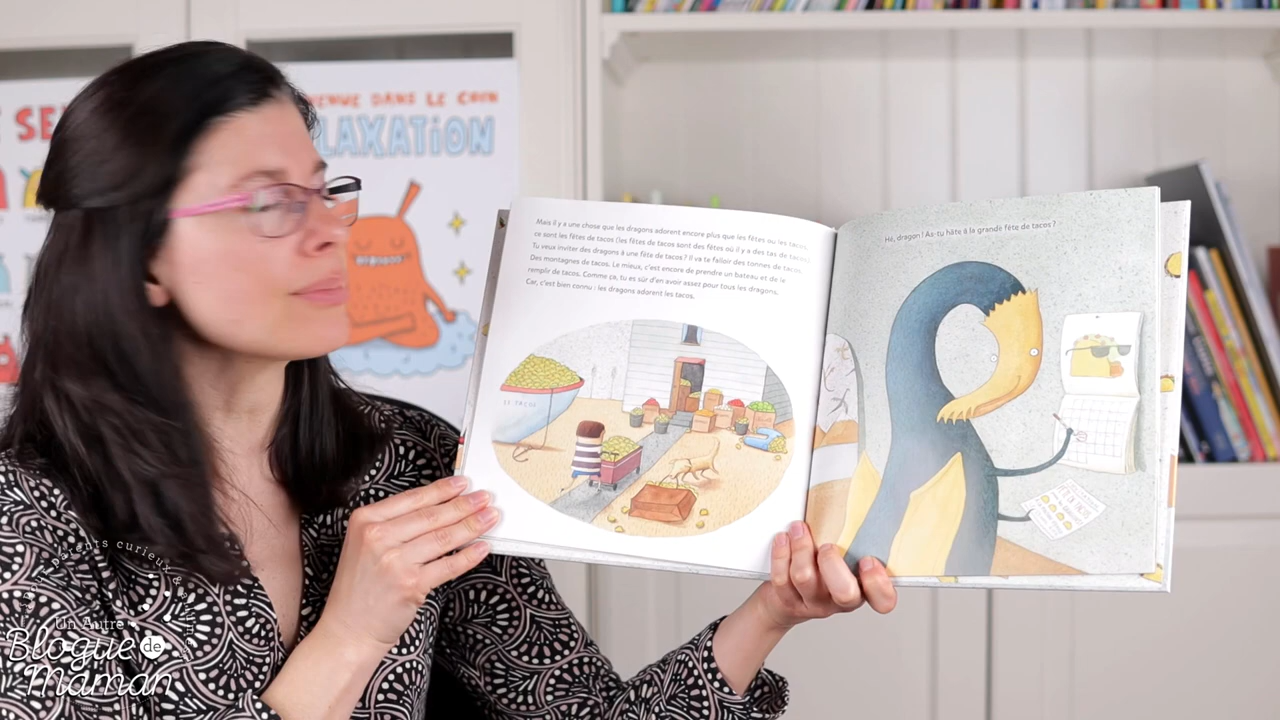 SE
ENUE DANS LE COIN
LAXATiON
Mais il y a une chose que les dragons adorent encore plus que les fêtes ou les tacos,
ce sont les fêtes de tacos (les fêtes de tacos sont des fêtes où il y a des tas de tacos).
Tu veux inviter des dragons à une fête de tacos? Il va te falloir des tonnes de tacos.
Des montagnes de tacos. Le mieux, c'est encore de prendre un bateau et de le
remplir de tacos. Comme ça, tu es sûr d'en avoir assez pour tous les dragons.
Car, c'est bien connu : les dragons adorent les tacos.
Hé, dragon! As-tu hâte à la grande fête de tacos?
parents curieux &
Un Autre
Blogue de
Maman